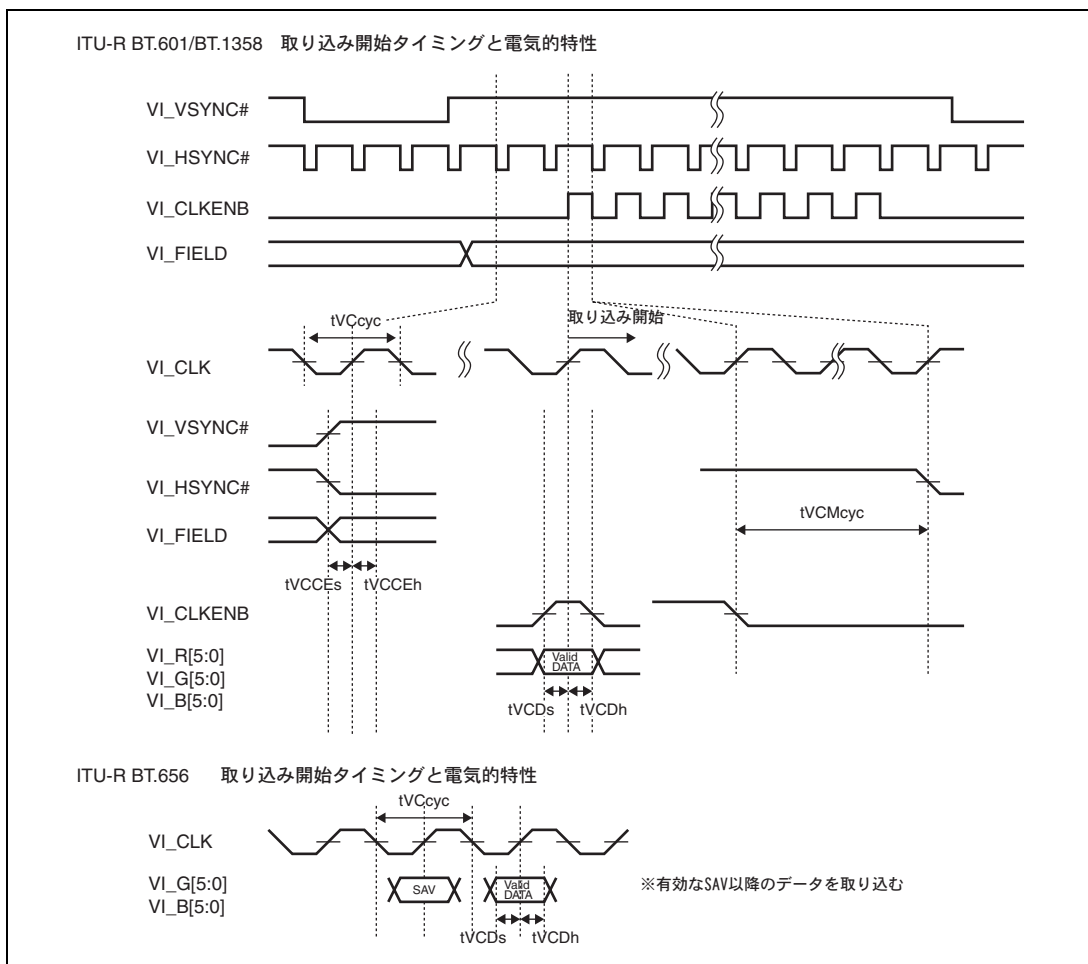 ITU-R BT.601/BT.1358 取り込み開始タイミングと電気的特性
VI_VSYNC#
VI_HSYNC#
VI_CLKENB
VI_FIELD
tVCcyc
取り込み開始
VI_CLK
VI_VSYNC#
VI_HSYNC#
VI_FIELD
tVCMcyc
tVCCEs
tVCCEh
VI_CLKENB
VI_R[5:0]
VI_G[5:0]
VI_B[5:0]
Valid
DATA
tVCDs
tVCDh
ITU-R BT.656 取り込み開始タイミングと電気的特性
tVCcyc
VI_CLK
VI_G[5:0]
VI_B[5:0]
SAV
Valid
DATA
※有効なSAV以降のデータを取り込む
tVCDs
tVCDh